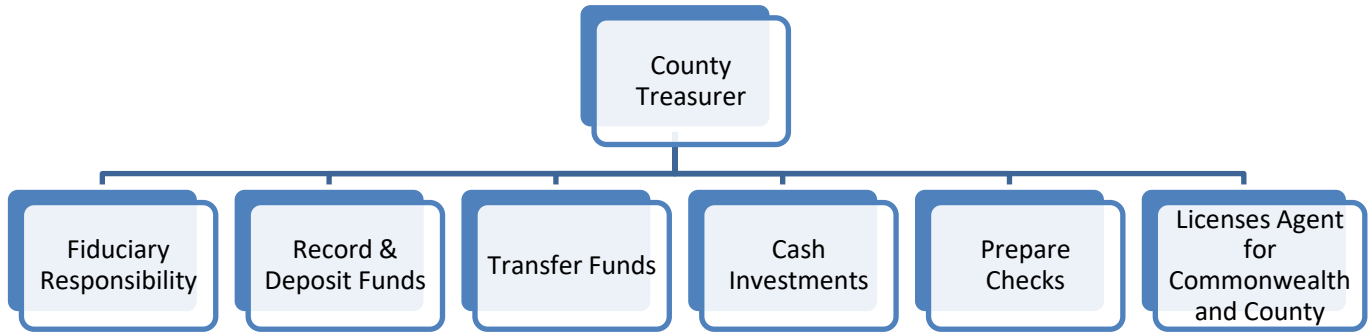 County
Treasurer
Fiduciary
Responsibility
Record &
Deposit Funds
Transfer Funds
Cash
Investments
Prepare
Checks
Licenses Agent
for
Commonwealth
and County